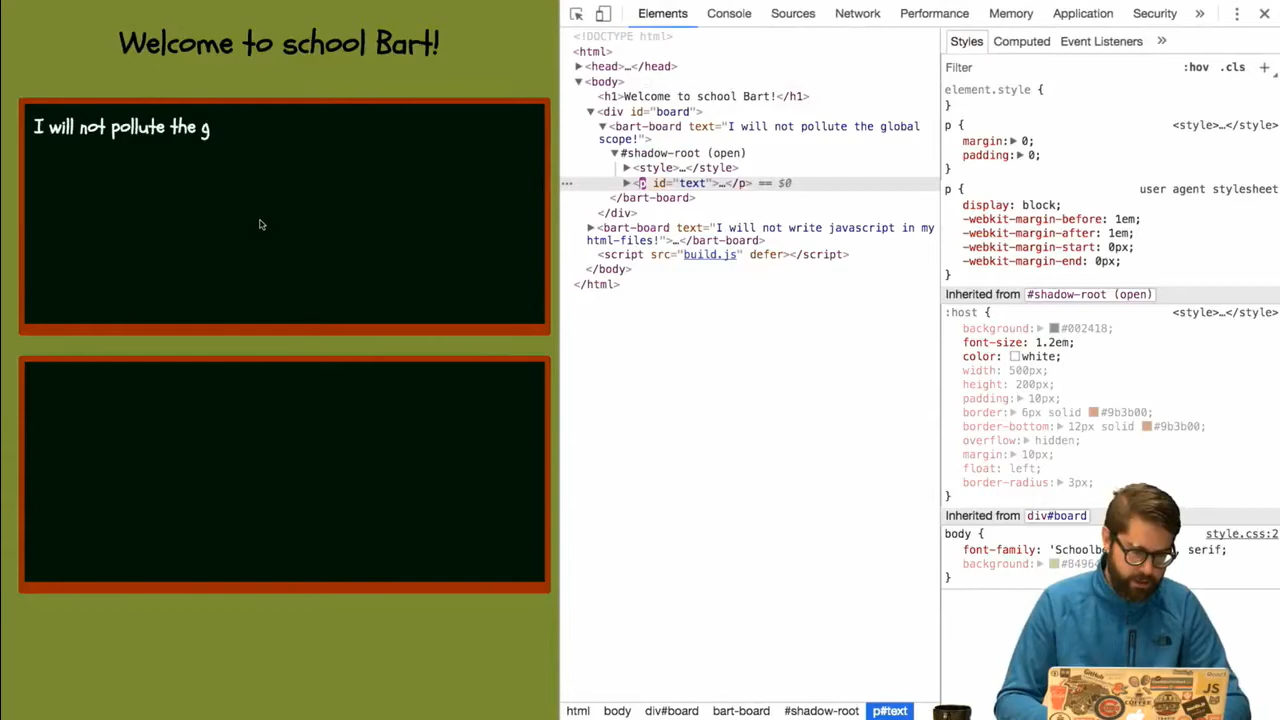 Welcome to school Bart!
I will not pollute the g
Elements Console Sources Network Performance Memory Application Security »
<!DOCTYPE html>
<html>
<head>…</head>
<body>
<h1>Welcome to school Bart!</h1>
<div id="board">
<bart-board text="I will not pollute the global
scope!">
#shadow-root (open)
<style>…</style>
… <p id="text">…</p> == $0
</bart-board>
</div>
<bart-board text="I will not write javascript in my
html-files!">…</bart-board>
<script src="build.js" defer></script>
</body>
</html>
html body div#board bart-board #shadow-root p#text
Styles Computed Event Listeners »
Filter :hov .cls +
element.style {
}
p { <style>…</style>
margin: 0;
padding: 0;
}
p { user agent stylesheet
display: block;
-webkit-margin-before: 1em;
-webkit-margin-after: 1em;
-webkit-margin-start: 0px;
-webkit-margin-end: 0px;
}
Inherited from #shadow-root (open)
:host { <style>…</style>
background: #002418;
font-size: 1.2em;
color: white;
width: 500px;
height: 200px;
padding: 10px;
border: 6px solid #9b3b00;
border-bottom: 12px solid #9b3b00;
overflow: hidden;
margin: 10px;
float: left;
border-radius: 3px;
}
Inherited from div#board
body { style.css:2
font-family: 'Schoolb , serif;
background: #8496
}
JS